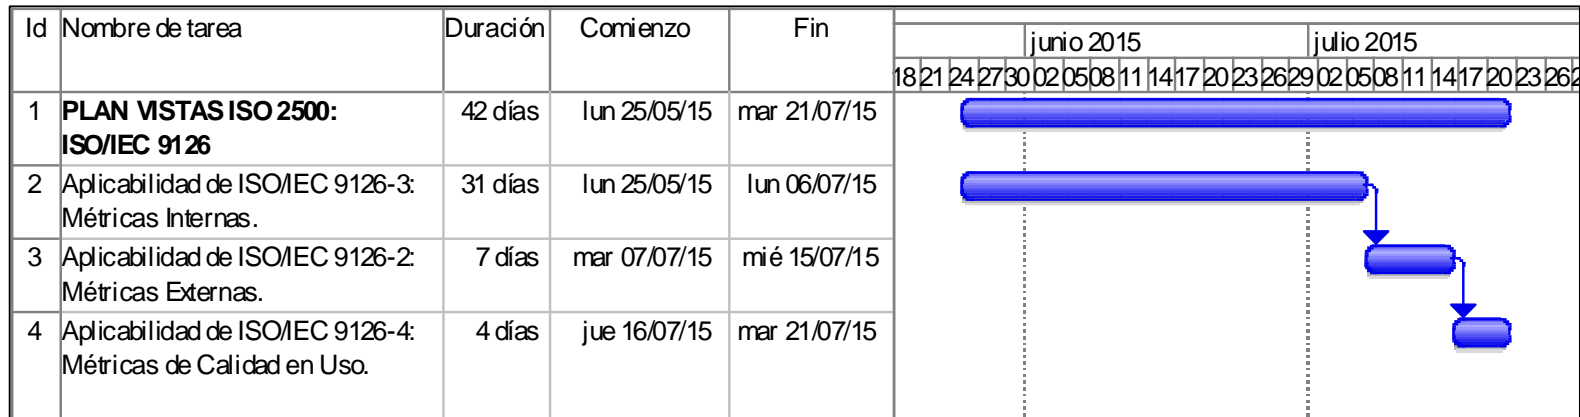 Id Nombre de tarea Duración Comienzo Fin
junio 2015 julio 2015
18 21 24 27 30 02 05 08 11 14 17 20 23 26 29 02 05 08 11 14 17 20 23 26 2
1 PLAN VISTAS ISO 2500: 42 días lun 25/05/15 mar 21/07/15
ISO/IEC 9126
2 Aplicabilidad de ISO/IEC 9126-3: 31 días lun 25/05/15 lun 06/07/15
Métricas Internas.
3 Aplicabilidad de ISO/IEC 9126-2: 7 días mar 07/07/15 mié 15/07/15
Métricas Externas.
4 Aplicabilidad de ISO/IEC 9126-4: 4 días jue 16/07/15 mar 21/07/15
Métricas de Calidad en Uso.